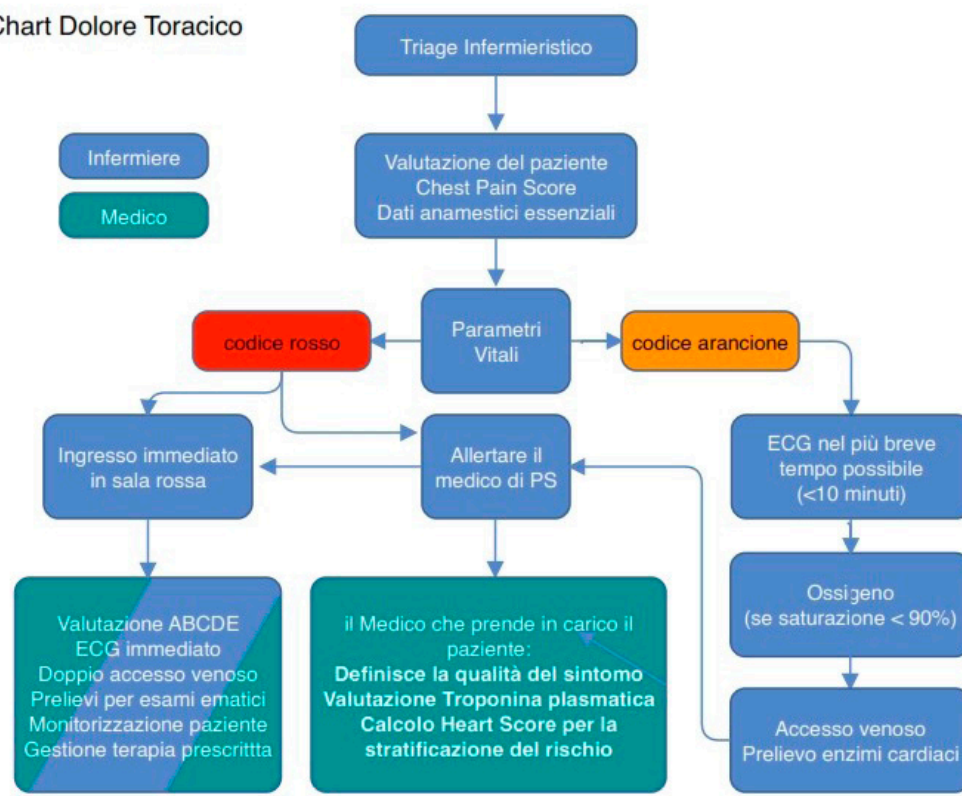 Chart Dolore Toracico
Triage Infermieristico
Infermiere
Medico
Valutazione del paziente
Chest Pain Score
Dati anamestici essenziali
codice rosso
Parametri
Vitali
codice arancione
Ingresso immediato
in sala rossa
Allertare il
medico di PS
ECG nel più breve
tempo possibile
(<10 minuti)
Ossigeno
(se saturazione < 90%)
Valutazione ABCDE
ECG immediato
Doppio accesso venoso
Prelievi per esami ematici
Monitorizzazione paziente
Gestione terapia prescrittta
il Medico che prende in carico il
paziente:
Definisce la qualità del sintomo
Valutazione Troponina plasmatica
Calcolo Heart Score per la
stratificazione del rischio
Accesso venoso
Prelievo enzimi cardiaci